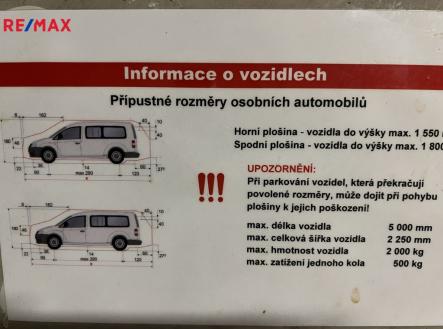 RE/MAX
Informace o vozidlech
Přípustné rozměry osobních automobilů
Horní plošina - vozidla do výšky max. 1 550
Spodní plošina - vozidla do výšky max. 1 800
UPOZORNĚNÍ:
!!!
Při parkování vozidel, která překračují
povolené rozměry, může dojít při pohybu
plošiny k jejich poškození!
max. délka vozidla 5 000 mm
max. celková šířka vozidla 2 250 mm
max. hmotnost vozidla 2 000 kg
max. zatížení jednoho kola 500 kg